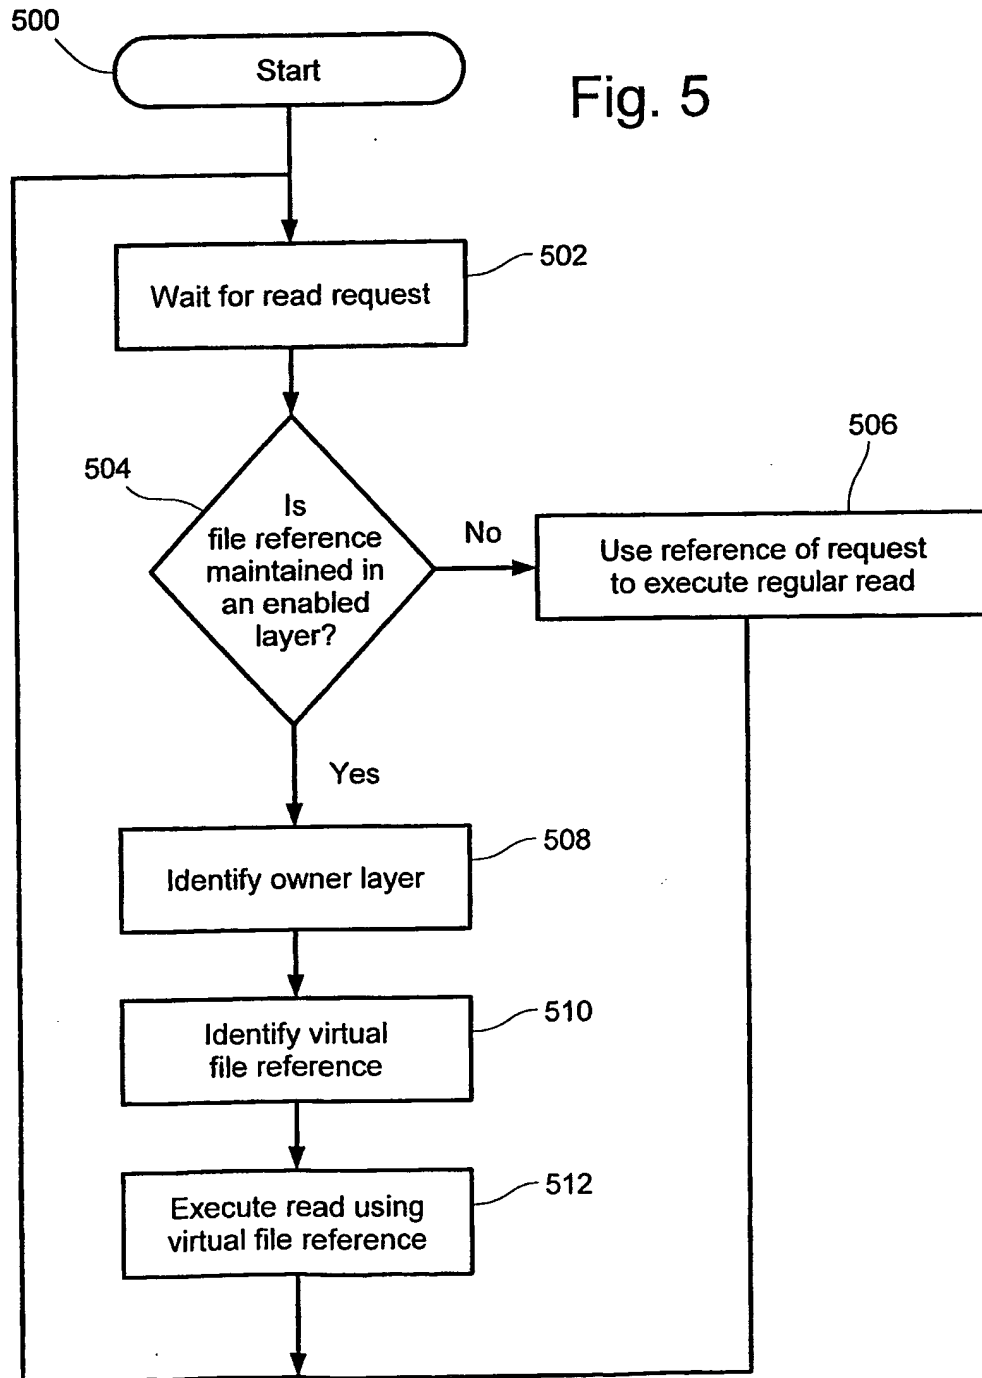 500
Start
Fig. 5
502
Wait for read request
504
Is
file reference
maintained in
an enabled
layer?
No
506
Use reference of request
to execute regular read
Yes
508
Identify owner layer
510
Identify virtual
file reference
512
Execute read using
virtual file reference